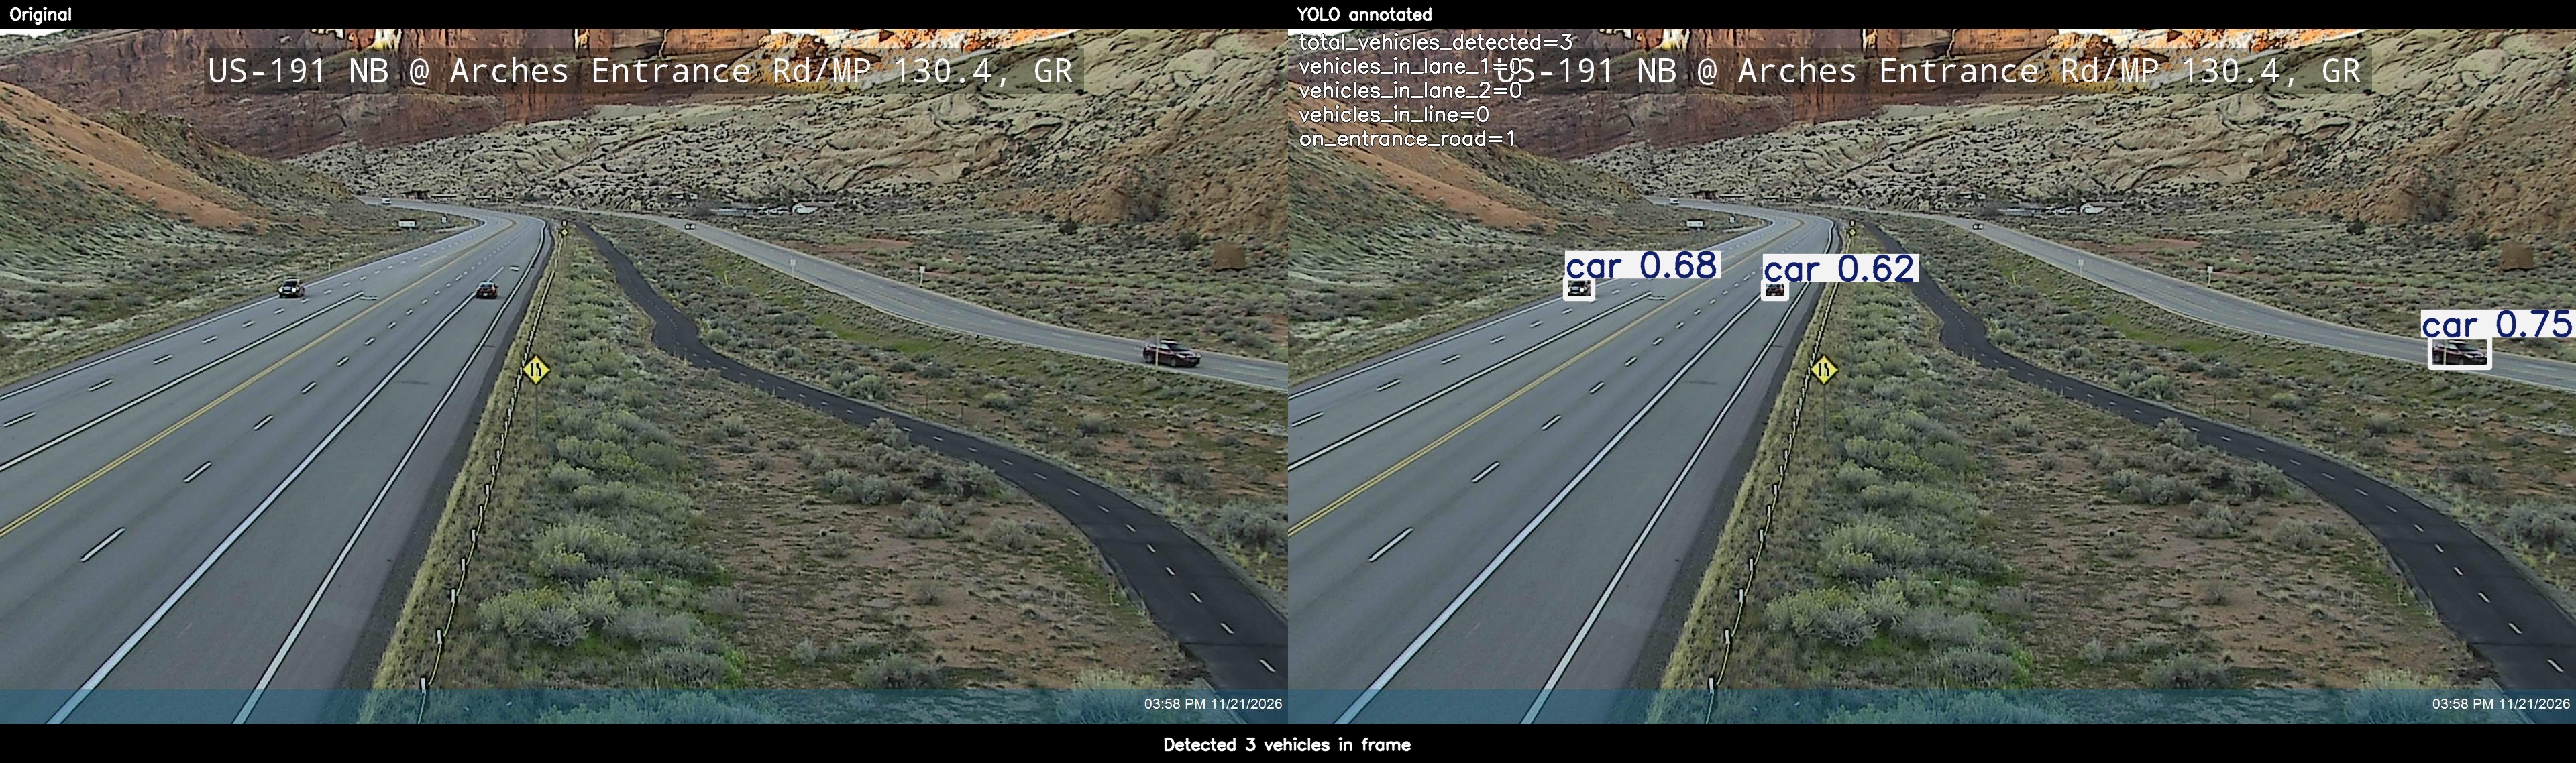 Original
US-191 NB @ Arches Entrance Rd/MP 130.4, GR
03:58 PM 11/21/2026
YOLO annotated
total_vehicles_detected=3
vehicles_in_lane_1=0
US-191 NB @ Arches Entrance Rd/MP 130.4, GR
vehicles_in_lane_2=0
vehicles_in_line=0
on_entrance_road=1
car 0.68
car 0.62
car 0.75
03:58 PM 11/21/2026
Detected 3 vehicles in frame